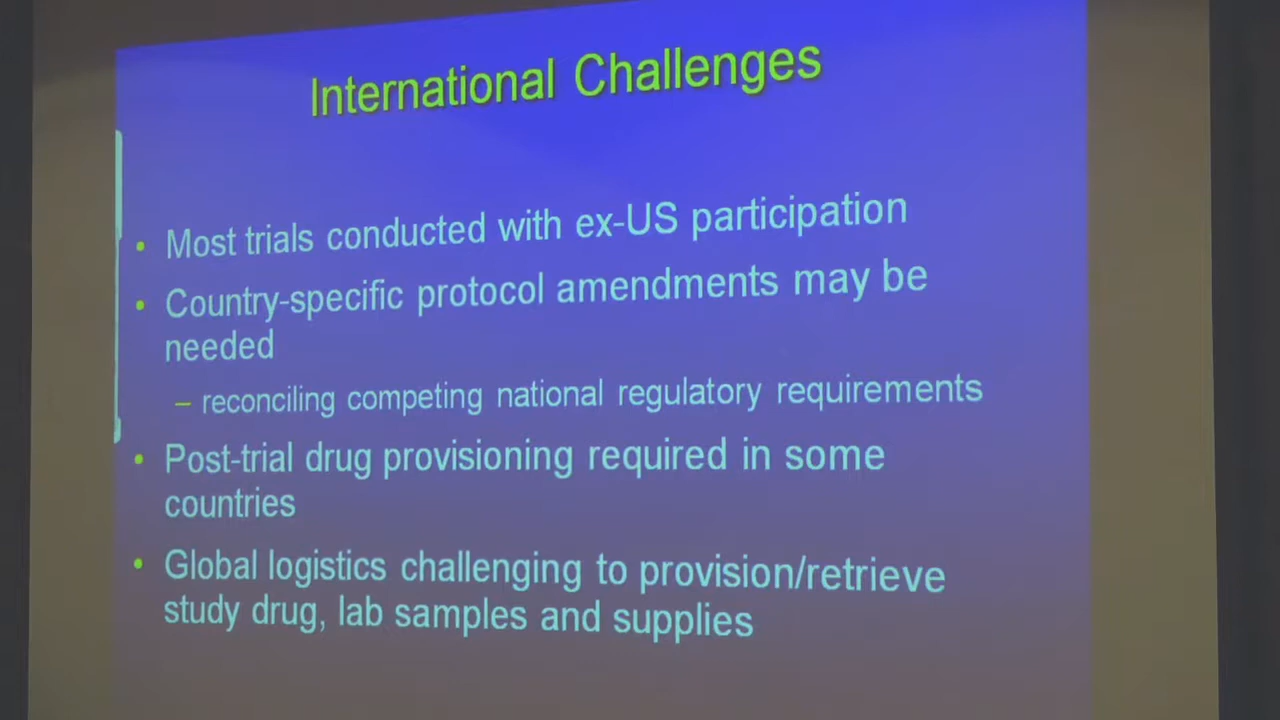 International Challenges
• Most trials conducted with ex-US participation
• Country-specific protocol amendments may be
needed
– reconciling competing national regulatory requirements
• Post-trial drug provisioning required in some
countries
• Global logistics challenging to provision/retrieve
study drug, lab samples and supplies